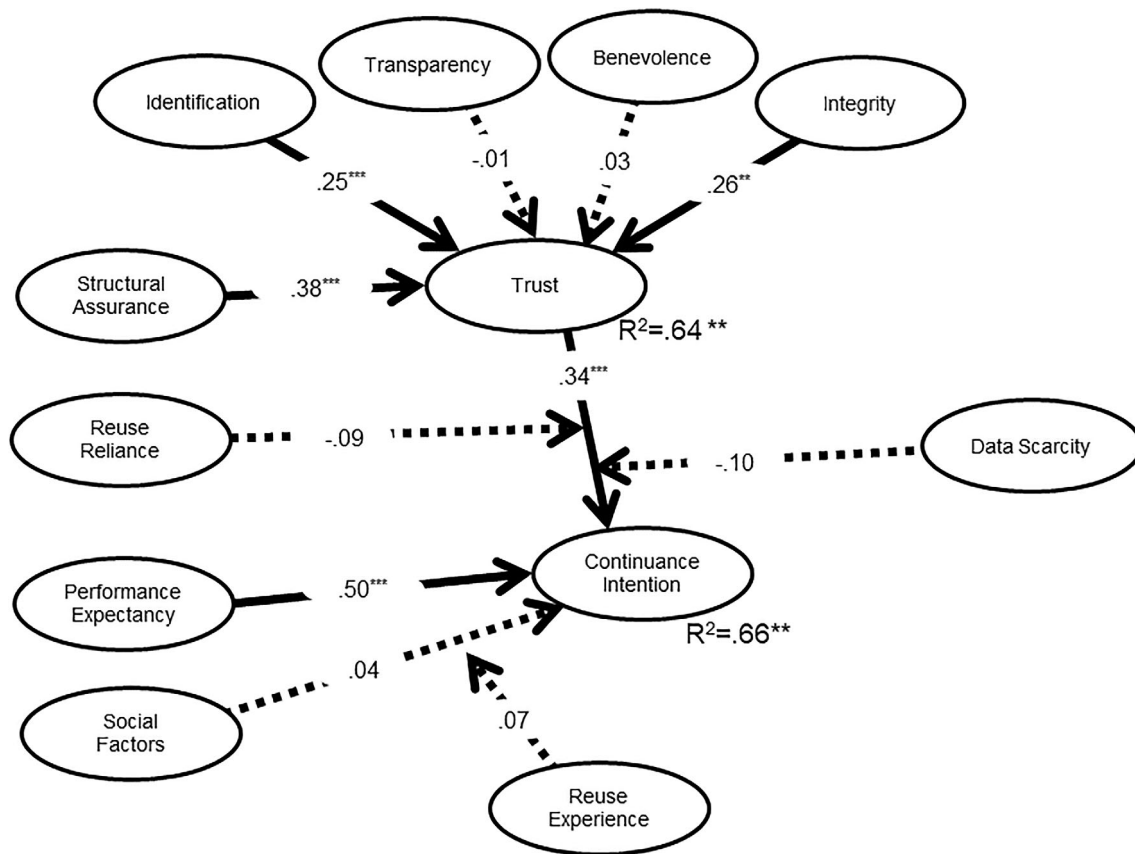 Transparency
Benevolence
Identification
Integrity
-.01
.03
.25***
.26**
Structural
Assurance
.38***
Trust
R²=.64 **
.34***
Reuse
Reliance
-.09
-.10
Data Scarcity
Performance
Expectancy
.50***
Continuance
Intention
R²=.66**
.04
Social
Factors
.07
Reuse
Experience